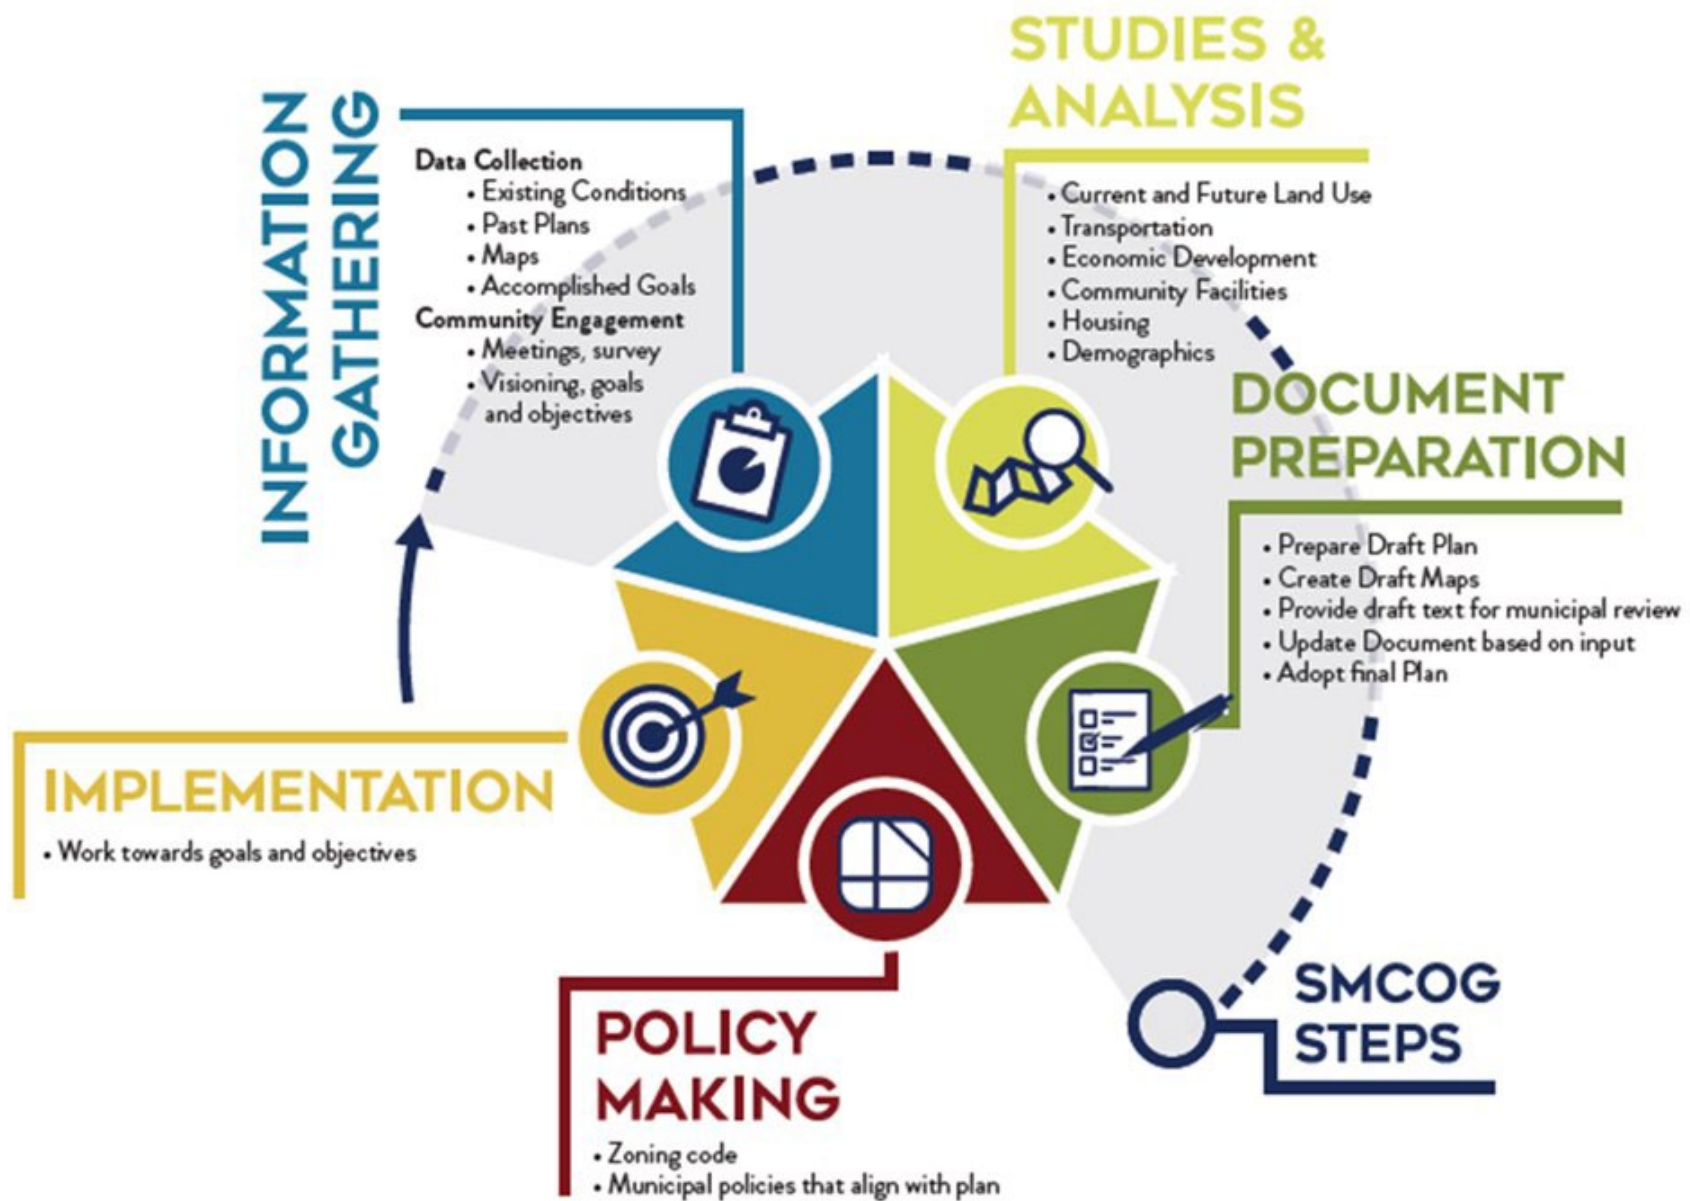 INFORMATION
GATHERING
Data Collection
• Existing Conditions
• Past Plans
• Maps
• Accomplished Goals
Community Engagement
• Meetings, survey
• Visioning, goals
and objectives
STUDIES &
ANALYSIS
• Current and Future Land Use
• Transportation
• Economic Development
• Community Facilities
• Housing
• Demographics
DOCUMENT
PREPARATION
• Prepare Draft Plan
• Create Draft Maps
• Provide draft text for municipal review
• Update Document based on input
• Adopt final Plan
SMCOG
STEPS
POLICY
MAKING
• Zoning code
• Municipal policies that align with plan
IMPLEMENTATION
• Work towards goals and objectives